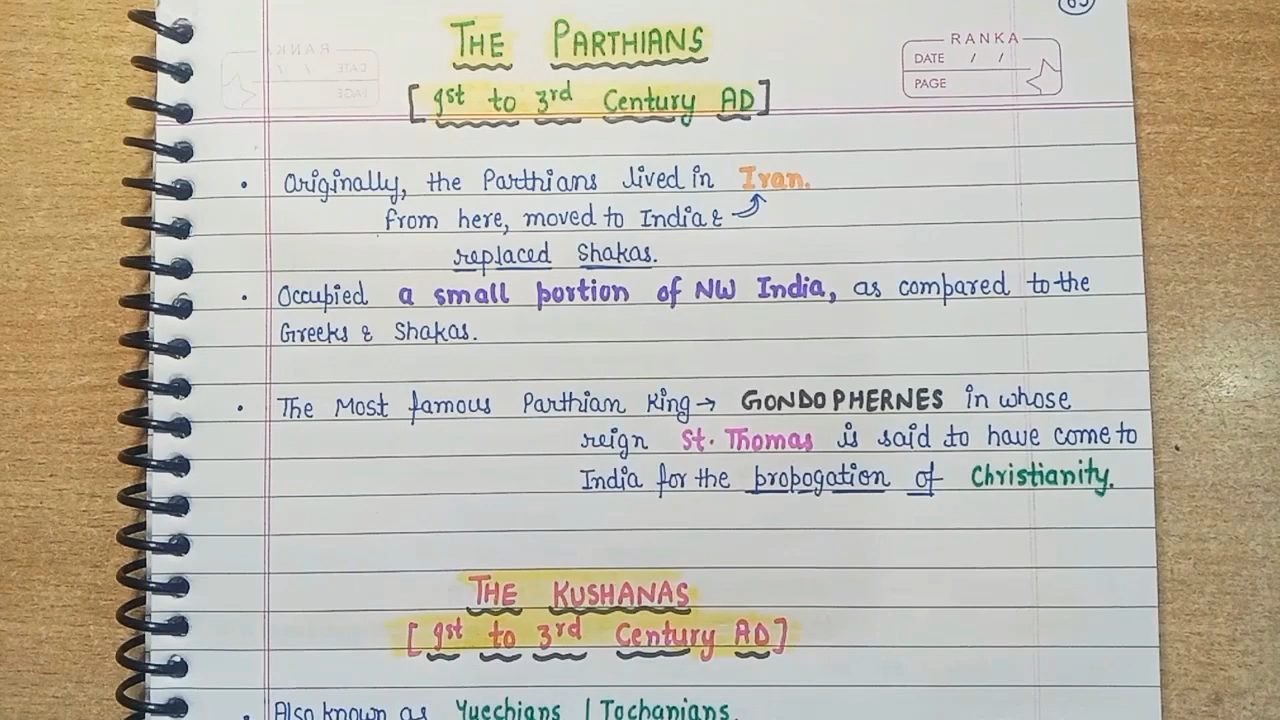 65
THE PARTHIANS
RANKA
DATE / /
PAGE
[1st to 3rd Century AD]
• Originally, the Parthians lived in Iran.
from here, moved to India &
replaced Shakas.
• Occupied a small portion of NW India, as compared to the
Greeks & Shakas.
• The Most famous Parthian King → GONDOPHERNES in whose
reign St. Thomas is said to have come to
India for the propogation of Christianity.
THE KUSHANAS
[1st to 3rd Century AD]
• Also known as Yuechians / Tochanians.